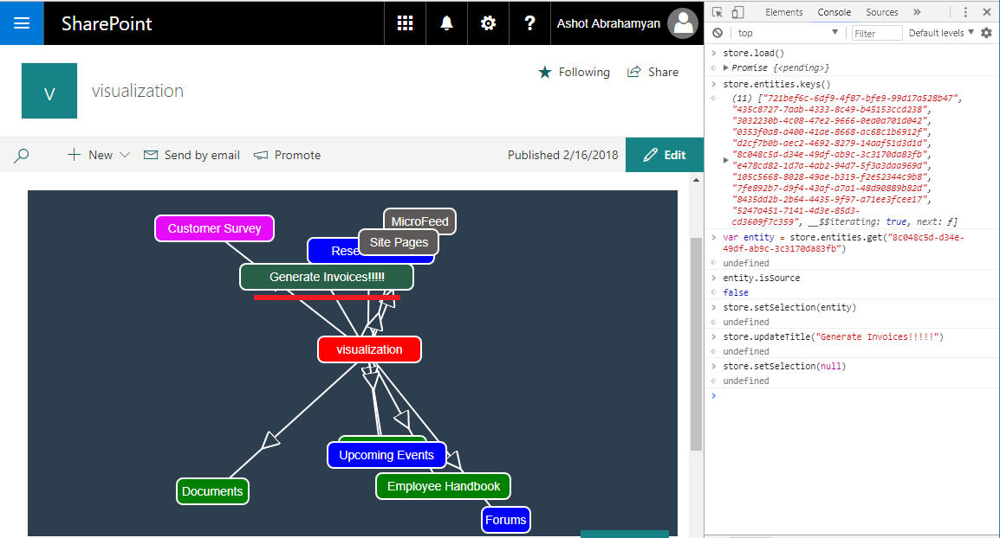 SharePoint
?
Ashot Abrahamyan
V
visualization
Following
Share
New
Send by email
Promote
Published 2/16/2018
Edit
Customer Survey
MicroFeed
Site Pages
Rese
Generate Invoices!!!!!
visualization
Upcoming Events
Employee Handbook
Documents
Forums
Elements
Console
Sources
»
top
Filter
Default levels
store.load()
Promise {<pending>}
store.entities.keys()
(11) ["721bef6c-6df9-4f87-bfe9-99d17a528b47",
"435c8727-7aab-4333-8c49-b45153ccd238",
"3032230b-4c08-47e2-9666-0ea0a701d042",
"0353f0a8-a400-41ae-8668-ac68c1b6912f",
"d2cf7b0b-aec2-4692-8279-14aaf51d3d1d",
"8c048c5d-d34e-49df-ab9c-3c3170da83fb",
"e478cd82-1d7a-4ab2-94d7-5f3a3daa969d",
"105c5668-8028-49ae-b319-f2e52344c9b8",
"7fe892b7-d9f4-43af-a7a1-48d90889b82d",
"8435dd2b-2b64-4435-9f97-a71ee3fcee17",
"5247a451-7141-4d3e-85d3-
cd3609f7c359", __$$iterating: true, next: ƒ]
var entity = store.entities.get("8c048c5d-d34e-
49df-ab9c-3c3170da83fb")
undefined
entity.isSource
false
store.setSelection(entity)
undefined
store.updateTitle("Generate Invoices!!!!!")
undefined
store.setSelection(null)
undefined